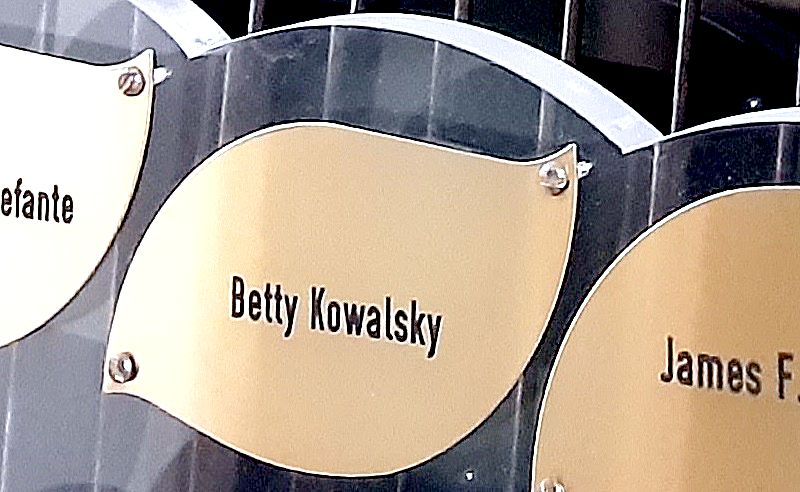 efante
Betty Kowalsky
James F.